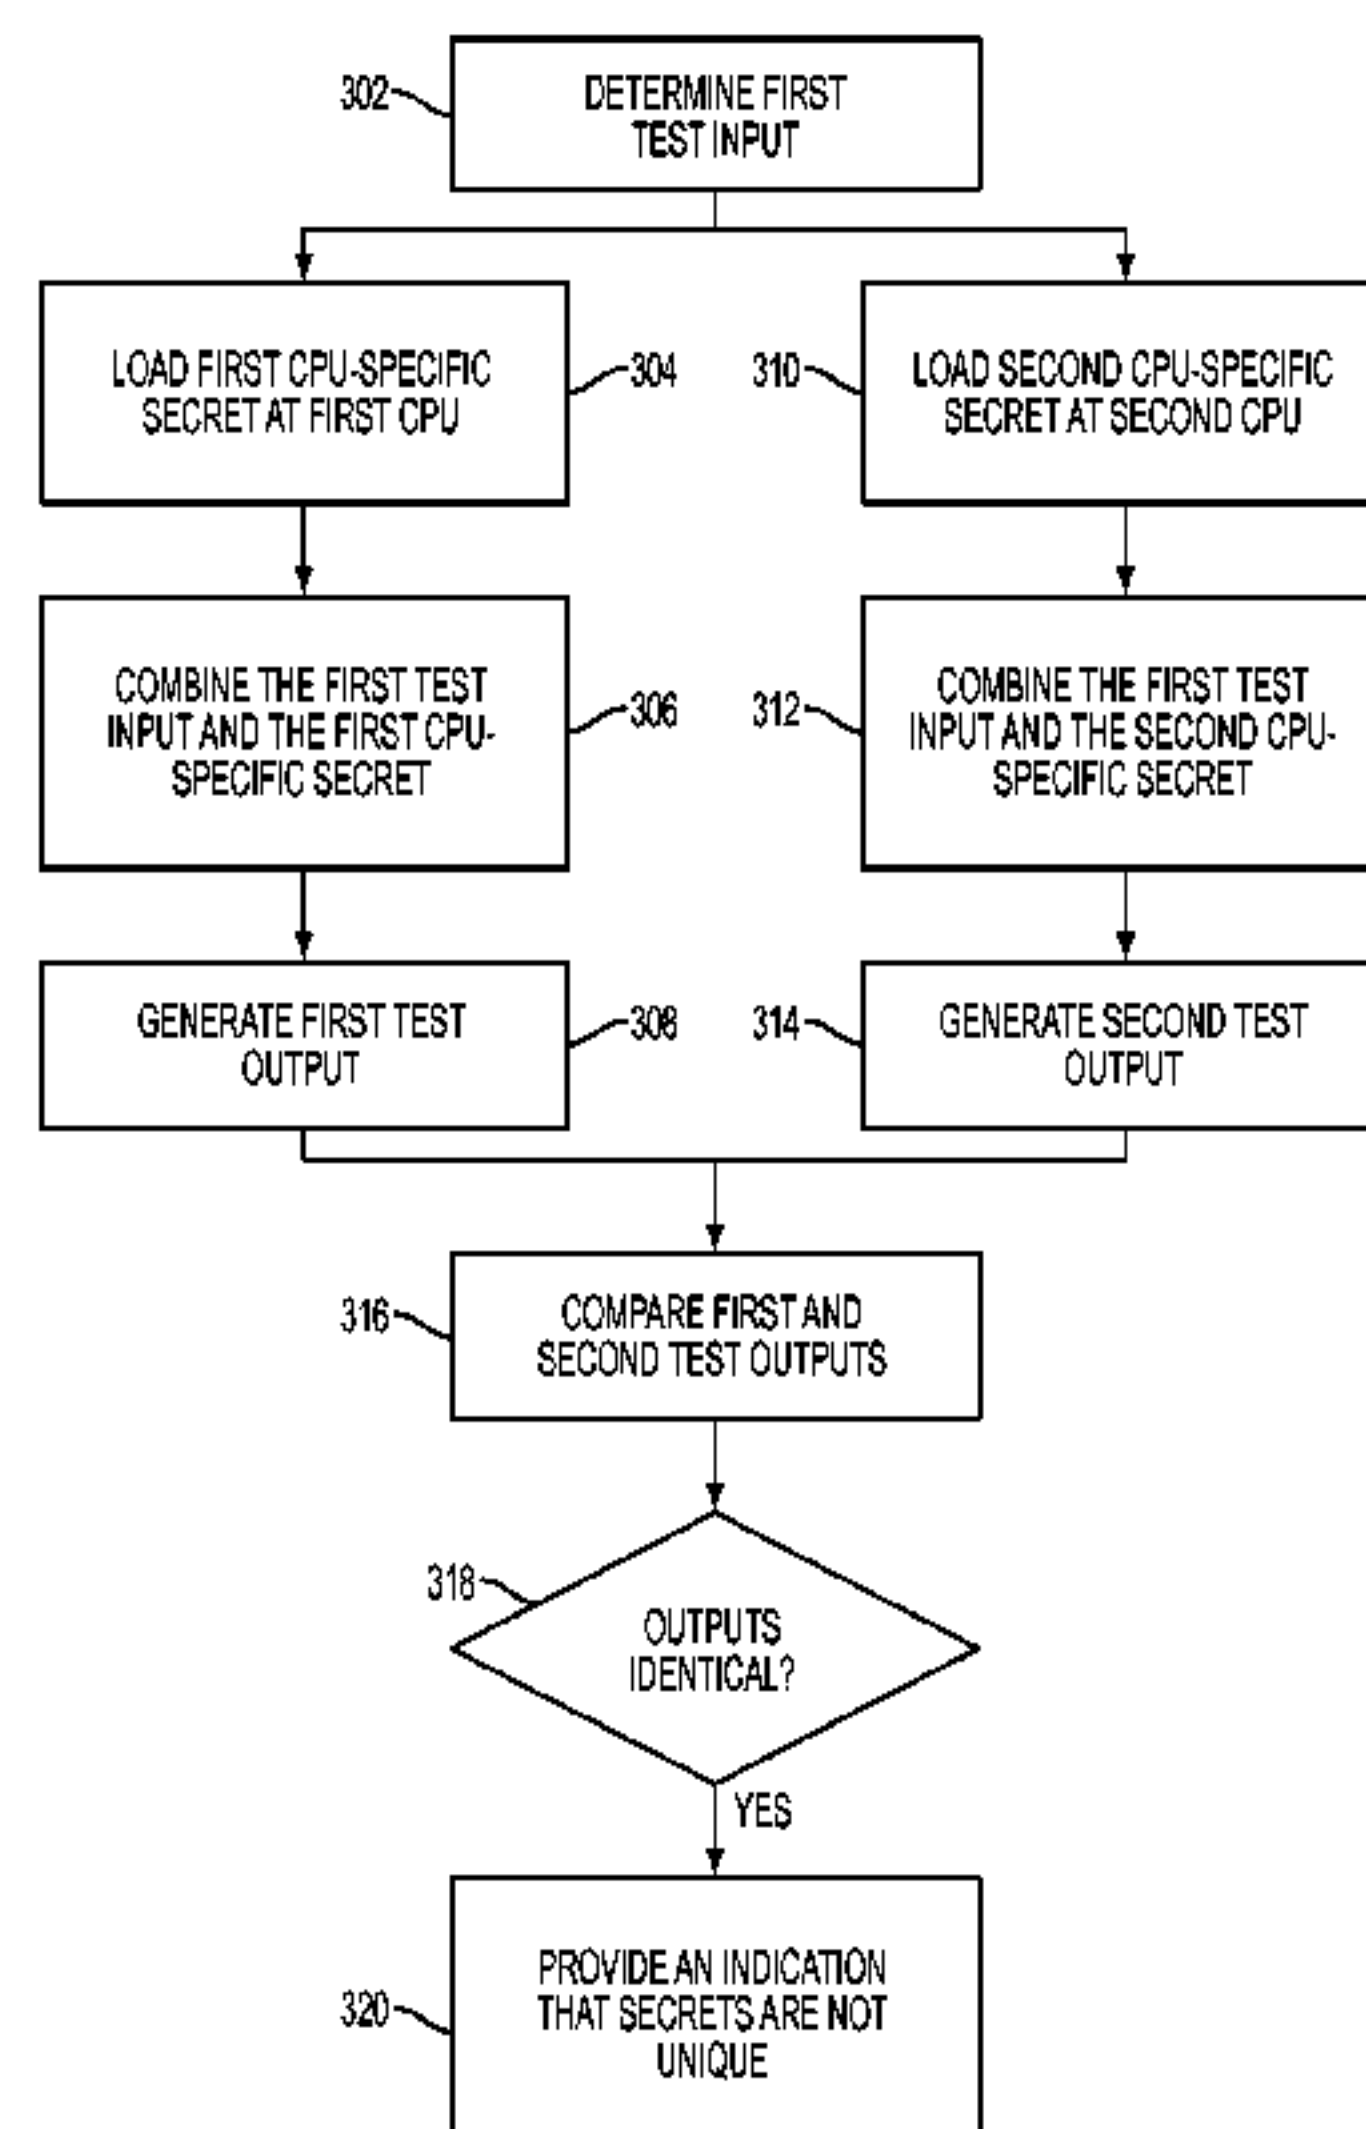 302
DETERMINE FIRST
TEST INPUT
LOAD FIRST CPU-SPECIFIC
SECRET AT FIRST CPU
304
310
LOAD SECOND CPU-SPECIFIC
SECRET AT SECOND CPU
COMBINE THE FIRST TEST
INPUT AND THE FIRST CPU-
SPECIFIC SECRET
306
312
COMBINE THE FIRST TEST
INPUT AND THE SECOND CPU-
SPECIFIC SECRET
GENERATE FIRST TEST
OUTPUT
308
314
GENERATE SECOND TEST
OUTPUT
316
COMPARE FIRST AND
SECOND TEST OUTPUTS
318
OUTPUTS
IDENTICAL?
YES
320
PROVIDE AN INDICATION
THAT SECRETS ARE NOT
UNIQUE